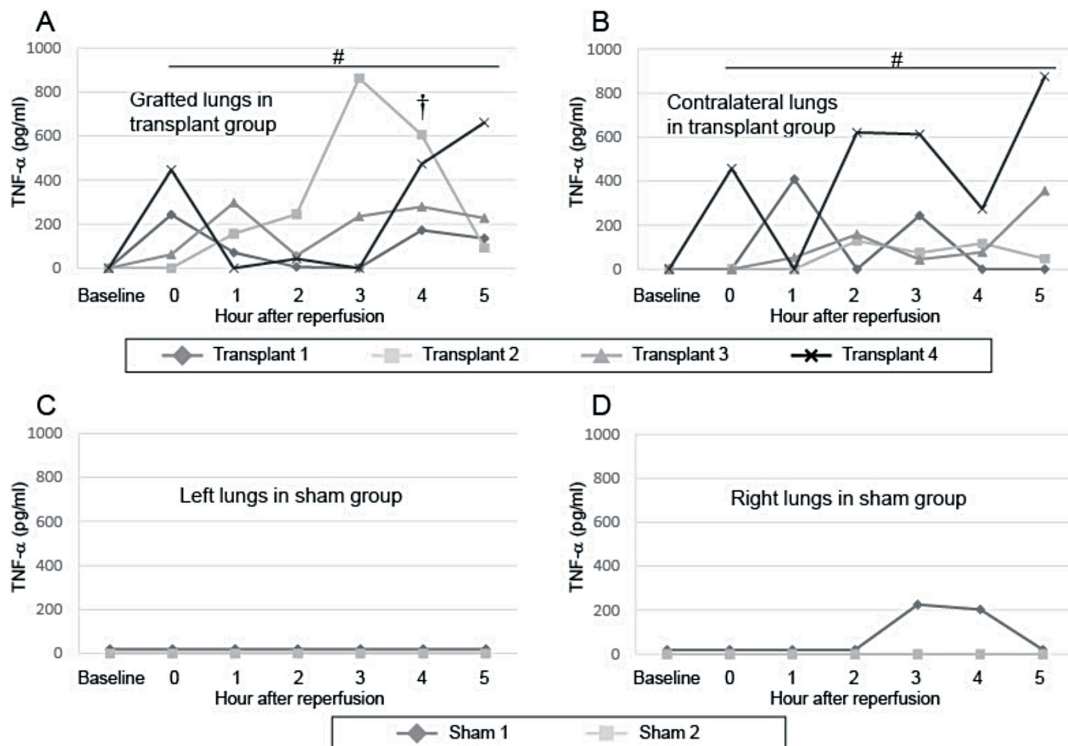 A
TNF-α (pg/ml)
1000
800
600
400
200
0
#
†
Grafted lungs in
transplant group
Baseline 0 1 2 3 4 5
Hour after reperfusion
B
TNF-α (pg/ml)
1000
800
600
400
200
0
#
Contralateral lungs
in transplant group
Baseline 0 1 2 3 4 5
Hour after reperfusion
Transplant 1 Transplant 2 Transplant 3 Transplant 4
C
TNF-α (pg/ml)
1000
800
600
400
200
0
Left lungs in sham group
Baseline 0 1 2 3 4 5
Hour after reperfusion
D
TNF-α (pg/ml)
1000
800
600
400
200
0
Right lungs in sham group
Baseline 0 1 2 3 4 5
Hour after reperfusion
Sham 1 Sham 2